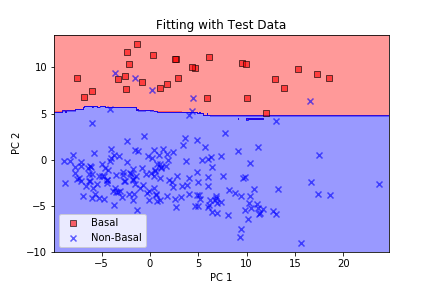 Fitting with Test Data
10
5
0
−5
−10
PC 2
Basal
Non-Basal
−5
0
5
10
15
20
PC 1